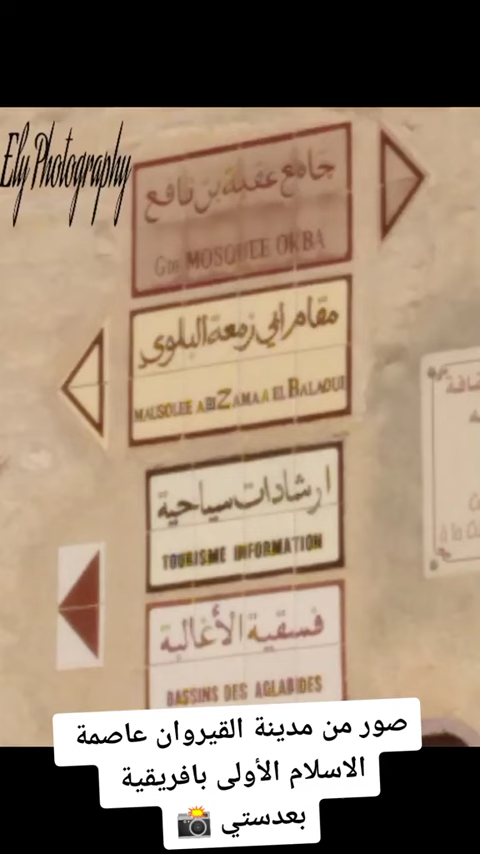 Ely Photography
جامع عقبة بن نافع
Gde MOSQUEE OKBA
مقام ابي زمعة البلوي
MAUSOLEE ABI ZAMAA EL BALAOUI
ارشادات سياحية
TOURISME INFORMATION
فسقية الأغالبة
BASSINS DES AGLABIDES
صور من مدينة القيروان عاصمة
الاسلام الأولى بافريقية
بعدستي 📸